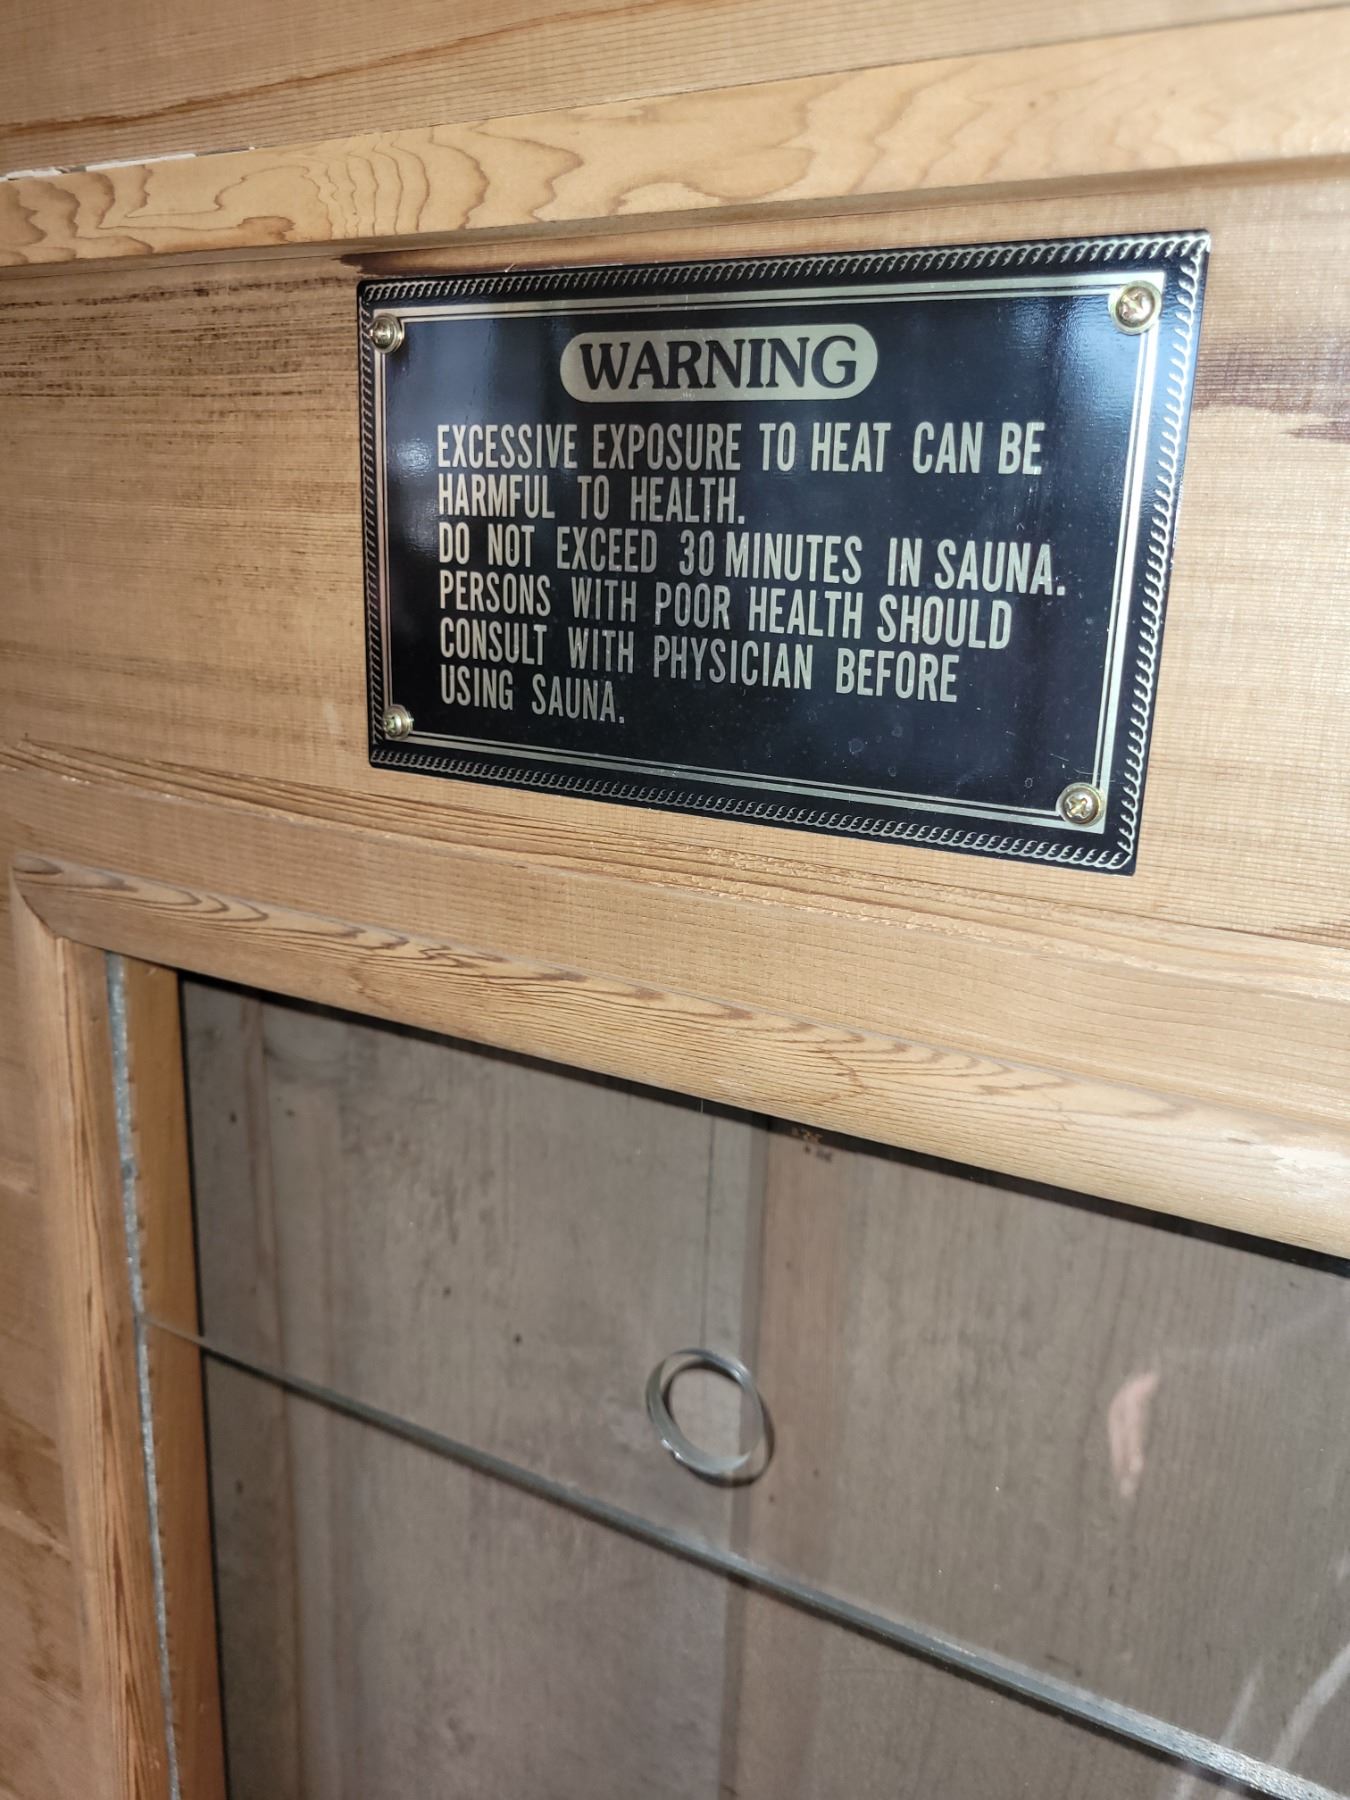 WARNING
EXCESSIVE EXPOSURE TO HEAT CAN BE
HARMFUL TO HEALTH.
DO NOT EXCEED 30 MINUTES IN SAUNA.
PERSONS WITH POOR HEALTH SHOULD
CONSULT WITH PHYSICIAN BEFORE
USING SAUNA.